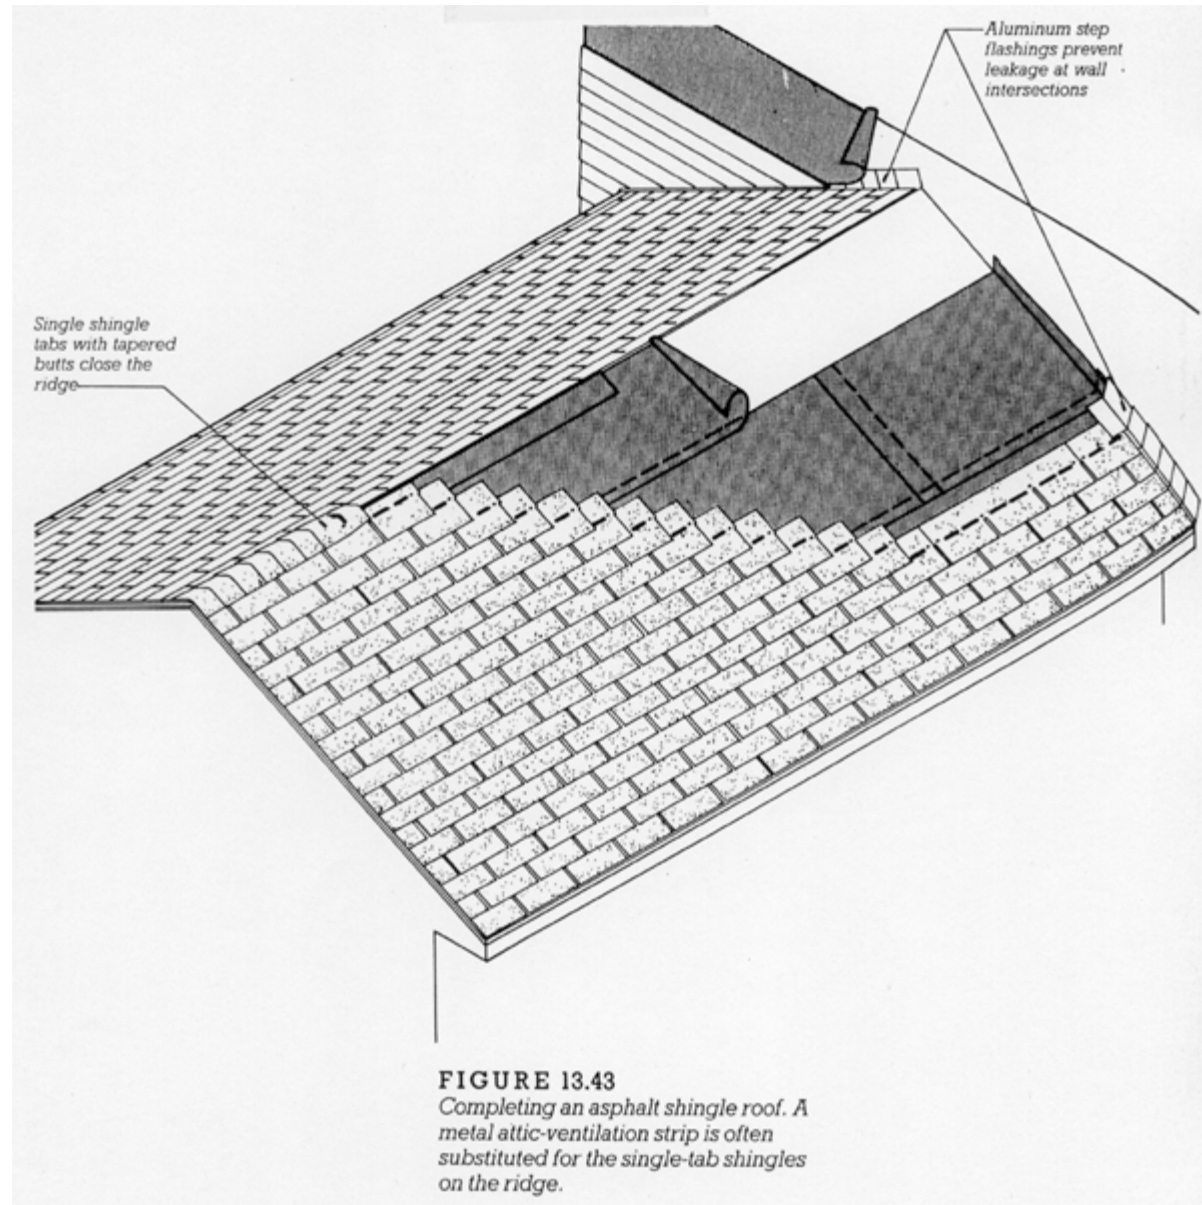 Aluminum step
flashings prevent
leakage at wall
intersections
Single shingle
tabs with tapered
butts close the
ridge
FIGURE 13.43
Completing an asphalt shingle roof. A
metal attic-ventilation strip is often
substituted for the single-tab shingles
on the ridge.